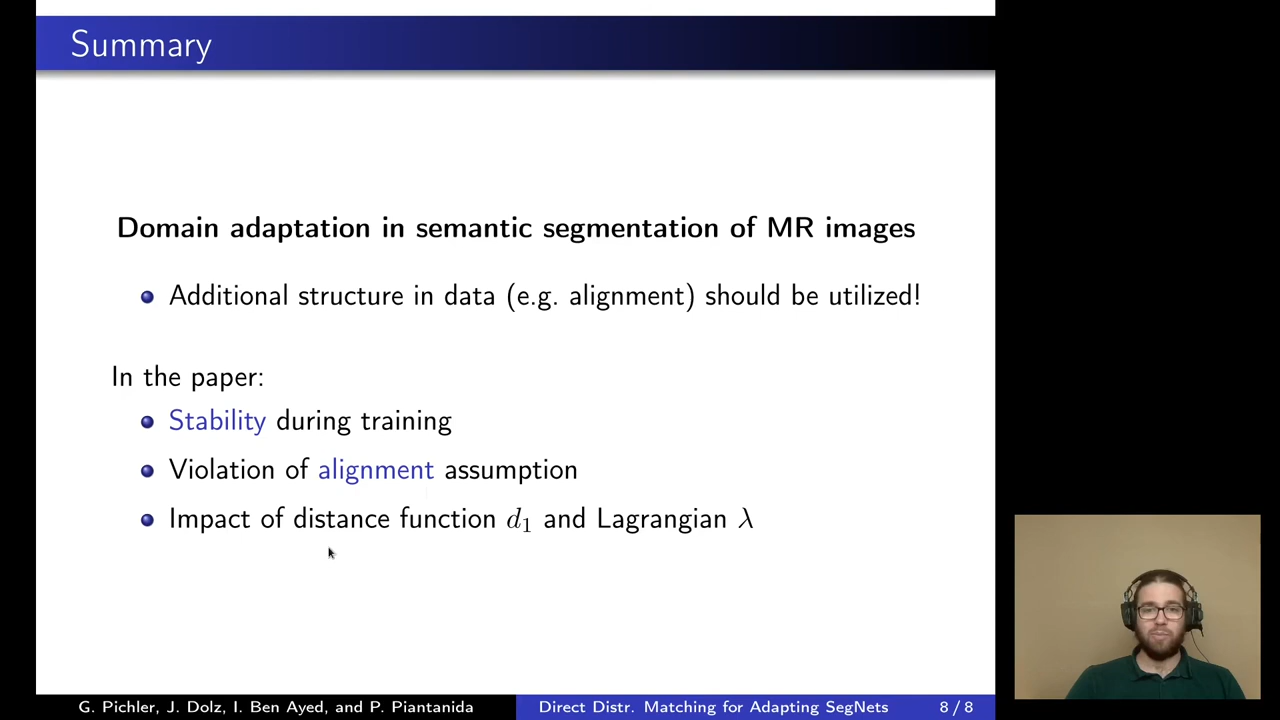 Summary
Domain adaptation in semantic segmentation of MR images
Additional structure in data (e.g. alignment) should be utilized!
In the paper:
Stability during training
Violation of alignment assumption
Impact of distance function d₁ and Lagrangian λ
G. Pichler, J. Dolz, I. Ben Ayed, and P. Piantanida
Direct Distr. Matching for Adapting SegNets
8 / 8